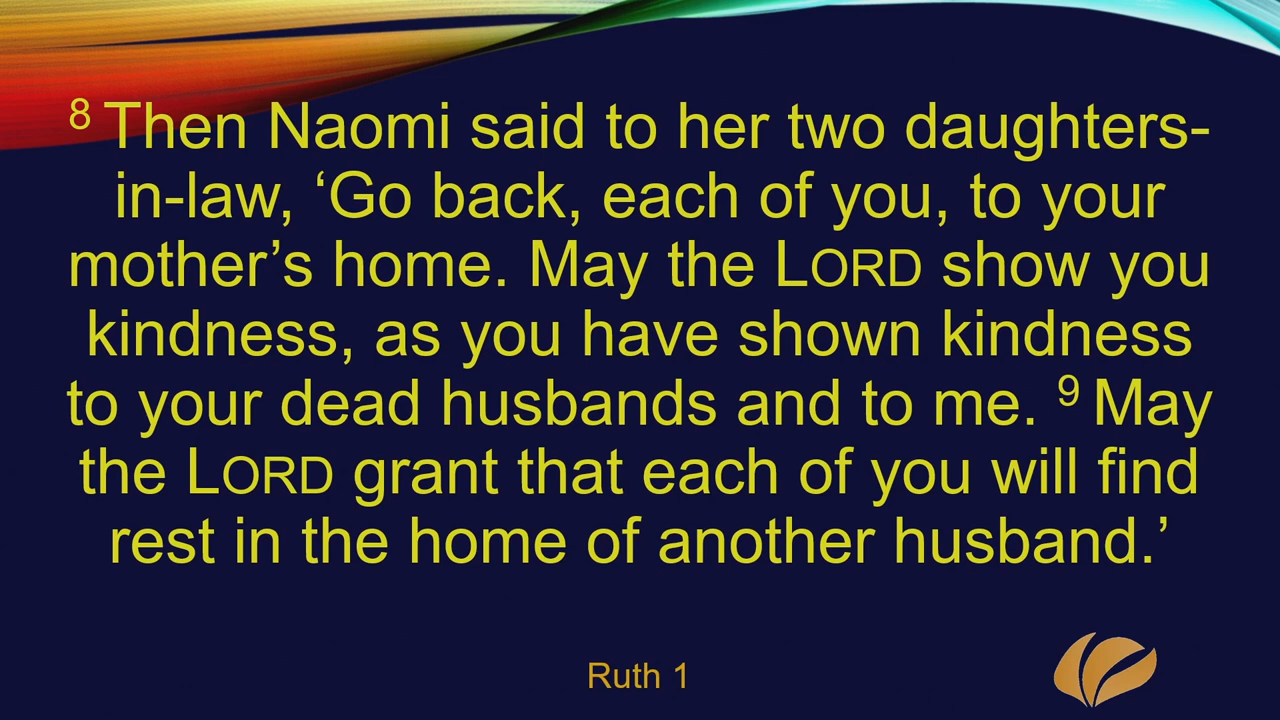 8 Then Naomi said to her two daughters-
in-law, ‘Go back, each of you, to your
mother’s home. May the LORD show you
kindness, as you have shown kindness
to your dead husbands and to me. 9 May
the LORD grant that each of you will find
rest in the home of another husband.’
Ruth 1